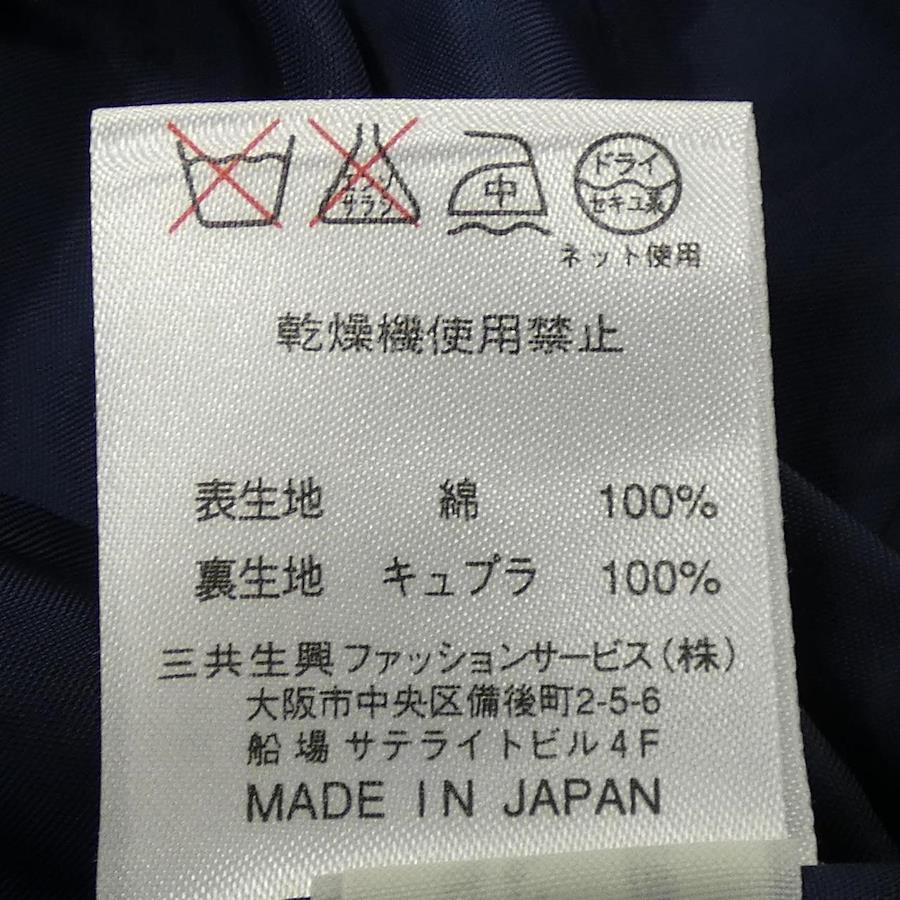 エンソ
サラシ
中
ドライ
セキユ系
ネット使用
乾燥機使用禁止
表生地 綿 100%
裏生地 キュプラ 100%
三共生興ファッションサービス(株)
大阪市中央区備後町2-5-6
船場サテライトビル4F
MADE IN JAPAN